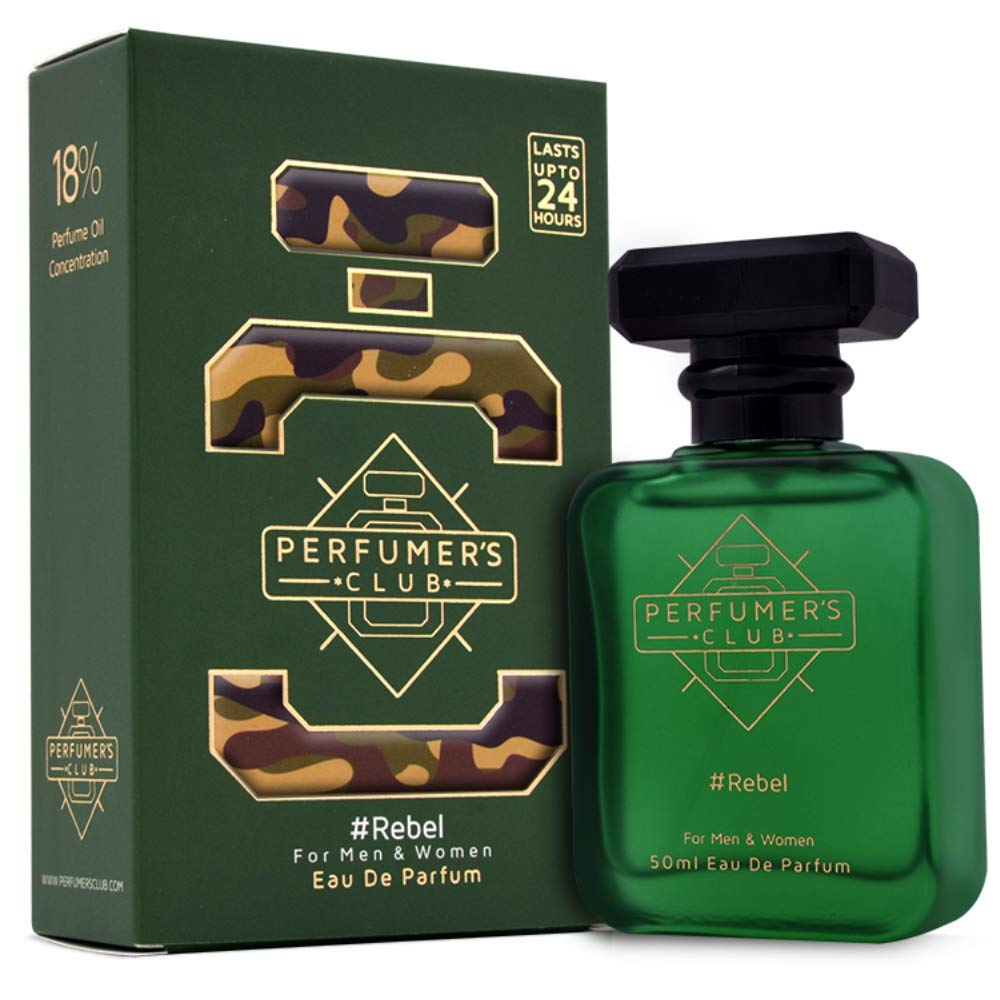 18%
Perfume Oil
Concentration
PERFUMER'S
CLUB
WWW.PERFUMERSCLUB.COM
LASTS
UPTO
24
HOURS
PERFUMER'S
*CLUB*
#Rebel
For Men & Women
Eau De Parfum
PERFUMER'S
CLUB
#Rebel
For Men & Women
50ml Eau De Parfum